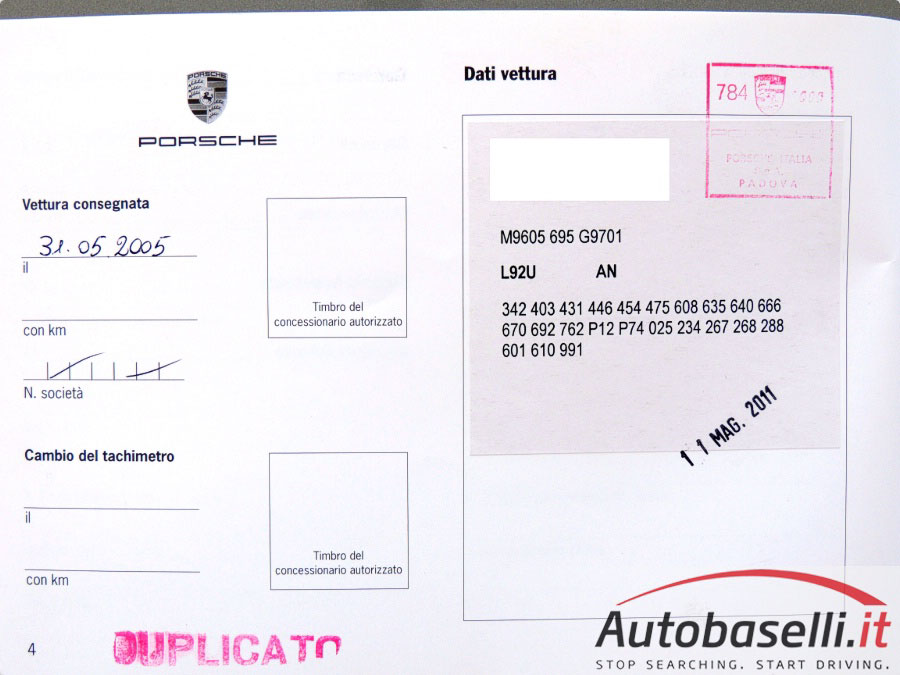 PORSCHE
PORSCHE
Vettura consegnata
31.05.2005
il
con km
N. società
Timbro del
concessionario autorizzato
Cambio del tachimetro
il
con km
Timbro del
concessionario autorizzato
4
DUPLICATO
Dati vettura
784
PORSCHE ITALIA
S.p.A.
PADOVA
M9605 695 G9701
L92U AN
342 403 431 446 454 475 608 635 640 666
670 692 762 P12 P74 025 234 267 268 288
601 610 991
11 MAG. 2011
Autobaselli.it
STOP SEARCHING. START DRIVING.